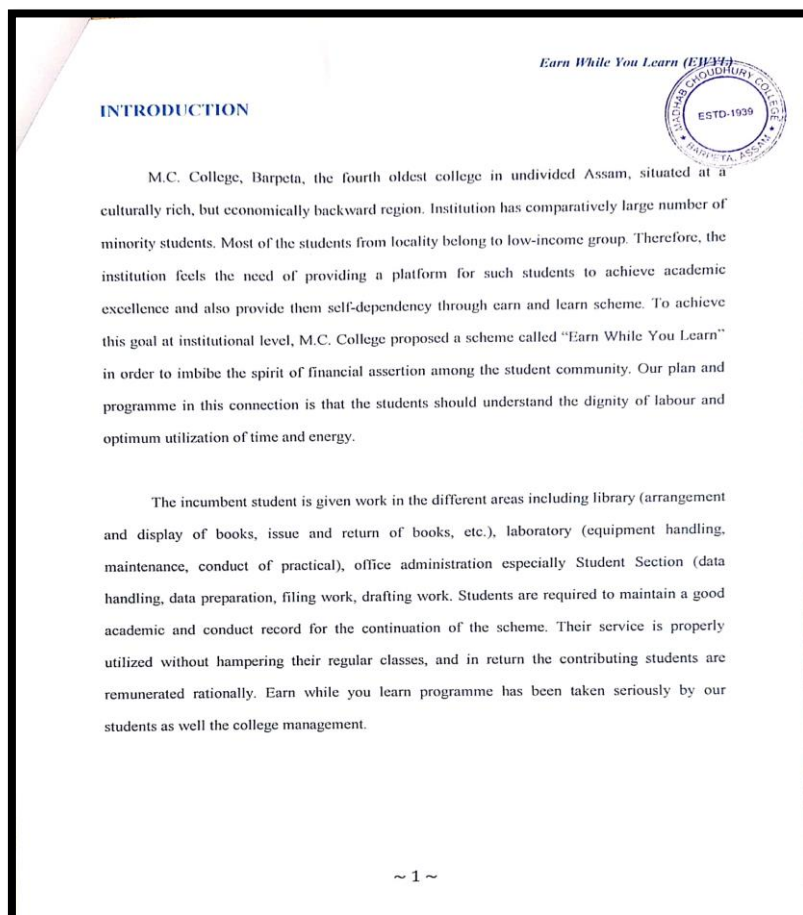 Earn While You Learn (EWYL)
MADHAB CHOUDHURY COLLEGE
ESTD-1939
★ BARPETA, ASSAM ★
INTRODUCTION
M.C. College, Barpeta, the fourth oldest college in undivided Assam, situated at a
culturally rich, but economically backward region. Institution has comparatively large number of
minority students. Most of the students from locality belong to low-income group. Therefore, the
institution feels the need of providing a platform for such students to achieve academic
excellence and also provide them self-dependency through earn and learn scheme. To achieve
this goal at institutional level, M.C. College proposed a scheme called “Earn While You Learn”
in order to imbibe the spirit of financial assertion among the student community. Our plan and
programme in this connection is that the students should understand the dignity of labour and
optimum utilization of time and energy.
The incumbent student is given work in the different areas including library (arrangement
and display of books, issue and return of books, etc.), laboratory (equipment handling,
maintenance, conduct of practical), office administration especially Student Section (data
handling, data preparation, filing work, drafting work. Students are required to maintain a good
academic and conduct record for the continuation of the scheme. Their service is properly
utilized without hampering their regular classes, and in return the contributing students are
remunerated rationally. Earn while you learn programme has been taken seriously by our
students as well the college management.
~ 1 ~